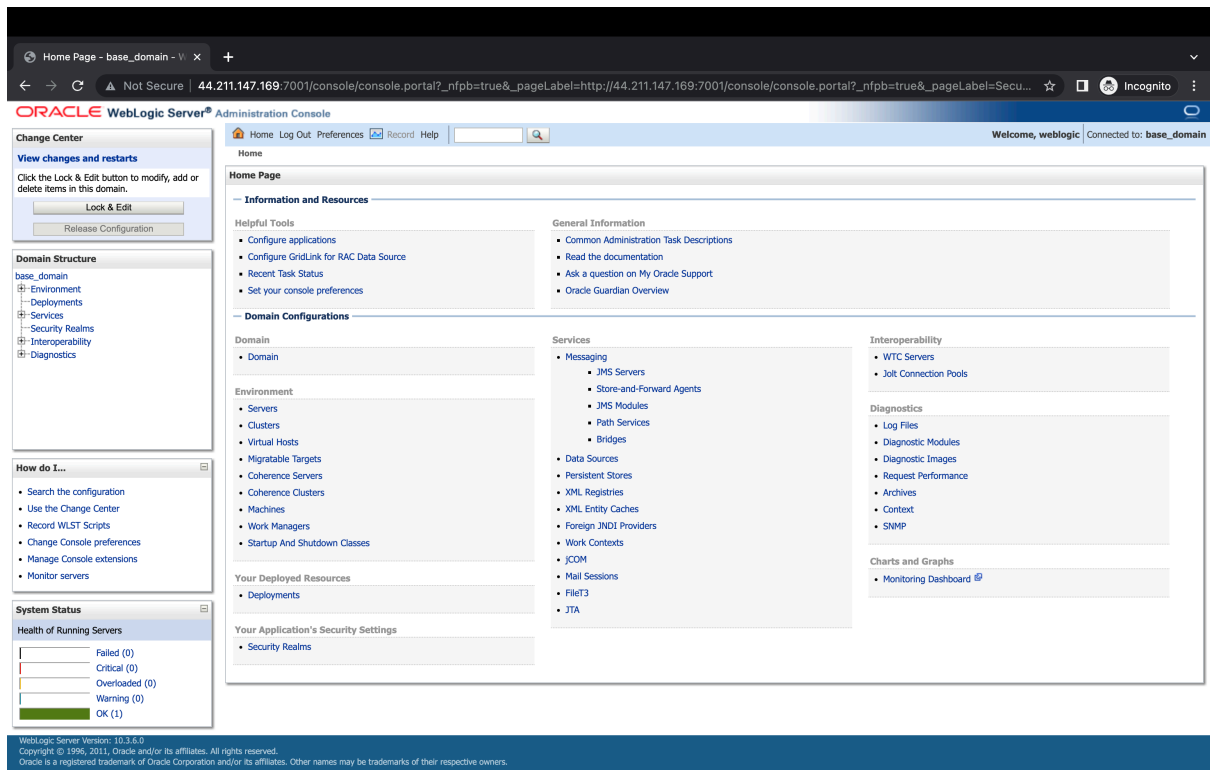 Home Page - base_domain - W
Not Secure | 44.211.147.169:7001/console/console.portal?_nfpb=true&_pageLabel=http://44.211.147.169:7001/console/console.portal?_nfpb=true&_pageLabel=Secu...
Incognito
ORACLE WebLogic Server® Administration Console
Change Center
View changes and restarts
Click the Lock & Edit button to modify, add or
delete items in this domain.
Lock & Edit
Release Configuration
Domain Structure
base_domain
Environment
Deployments
Services
Security Realms
Interoperability
Diagnostics
How do I...
Search the configuration
Use the Change Center
Record WLST Scripts
Change Console preferences
Manage Console extensions
Monitor servers
System Status
Health of Running Servers
Failed (0)
Critical (0)
Overloaded (0)
Warning (0)
OK (1)
Home Log Out Preferences Record Help
Welcome, weblogic Connected to: base_domain
Home
Home Page
Information and Resources
Helpful Tools
Configure applications
Configure GridLink for RAC Data Source
Recent Task Status
Set your console preferences
General Information
Common Administration Task Descriptions
Read the documentation
Ask a question on My Oracle Support
Oracle Guardian Overview
Domain Configurations
Domain
Domain
Environment
Servers
Clusters
Virtual Hosts
Migratable Targets
Coherence Servers
Coherence Clusters
Machines
Work Managers
Startup And Shutdown Classes
Your Deployed Resources
Deployments
Your Application's Security Settings
Security Realms
Services
Messaging
JMS Servers
Store-and-Forward Agents
JMS Modules
Path Services
Bridges
Data Sources
Persistent Stores
XML Registries
XML Entity Caches
Foreign JNDI Providers
Work Contexts
jCOM
Mail Sessions
FileT3
JTA
Interoperability
WTC Servers
Jolt Connection Pools
Diagnostics
Log Files
Diagnostic Modules
Diagnostic Images
Request Performance
Archives
Context
SNMP
Charts and Graphs
Monitoring Dashboard
WebLogic Server Version: 10.3.6.0
Copyright © 1996, 2011, Oracle and/or its affiliates. All rights reserved.
Oracle is a registered trademark of Oracle Corporation and/or its affiliates. Other names may be trademarks of their respective owners.